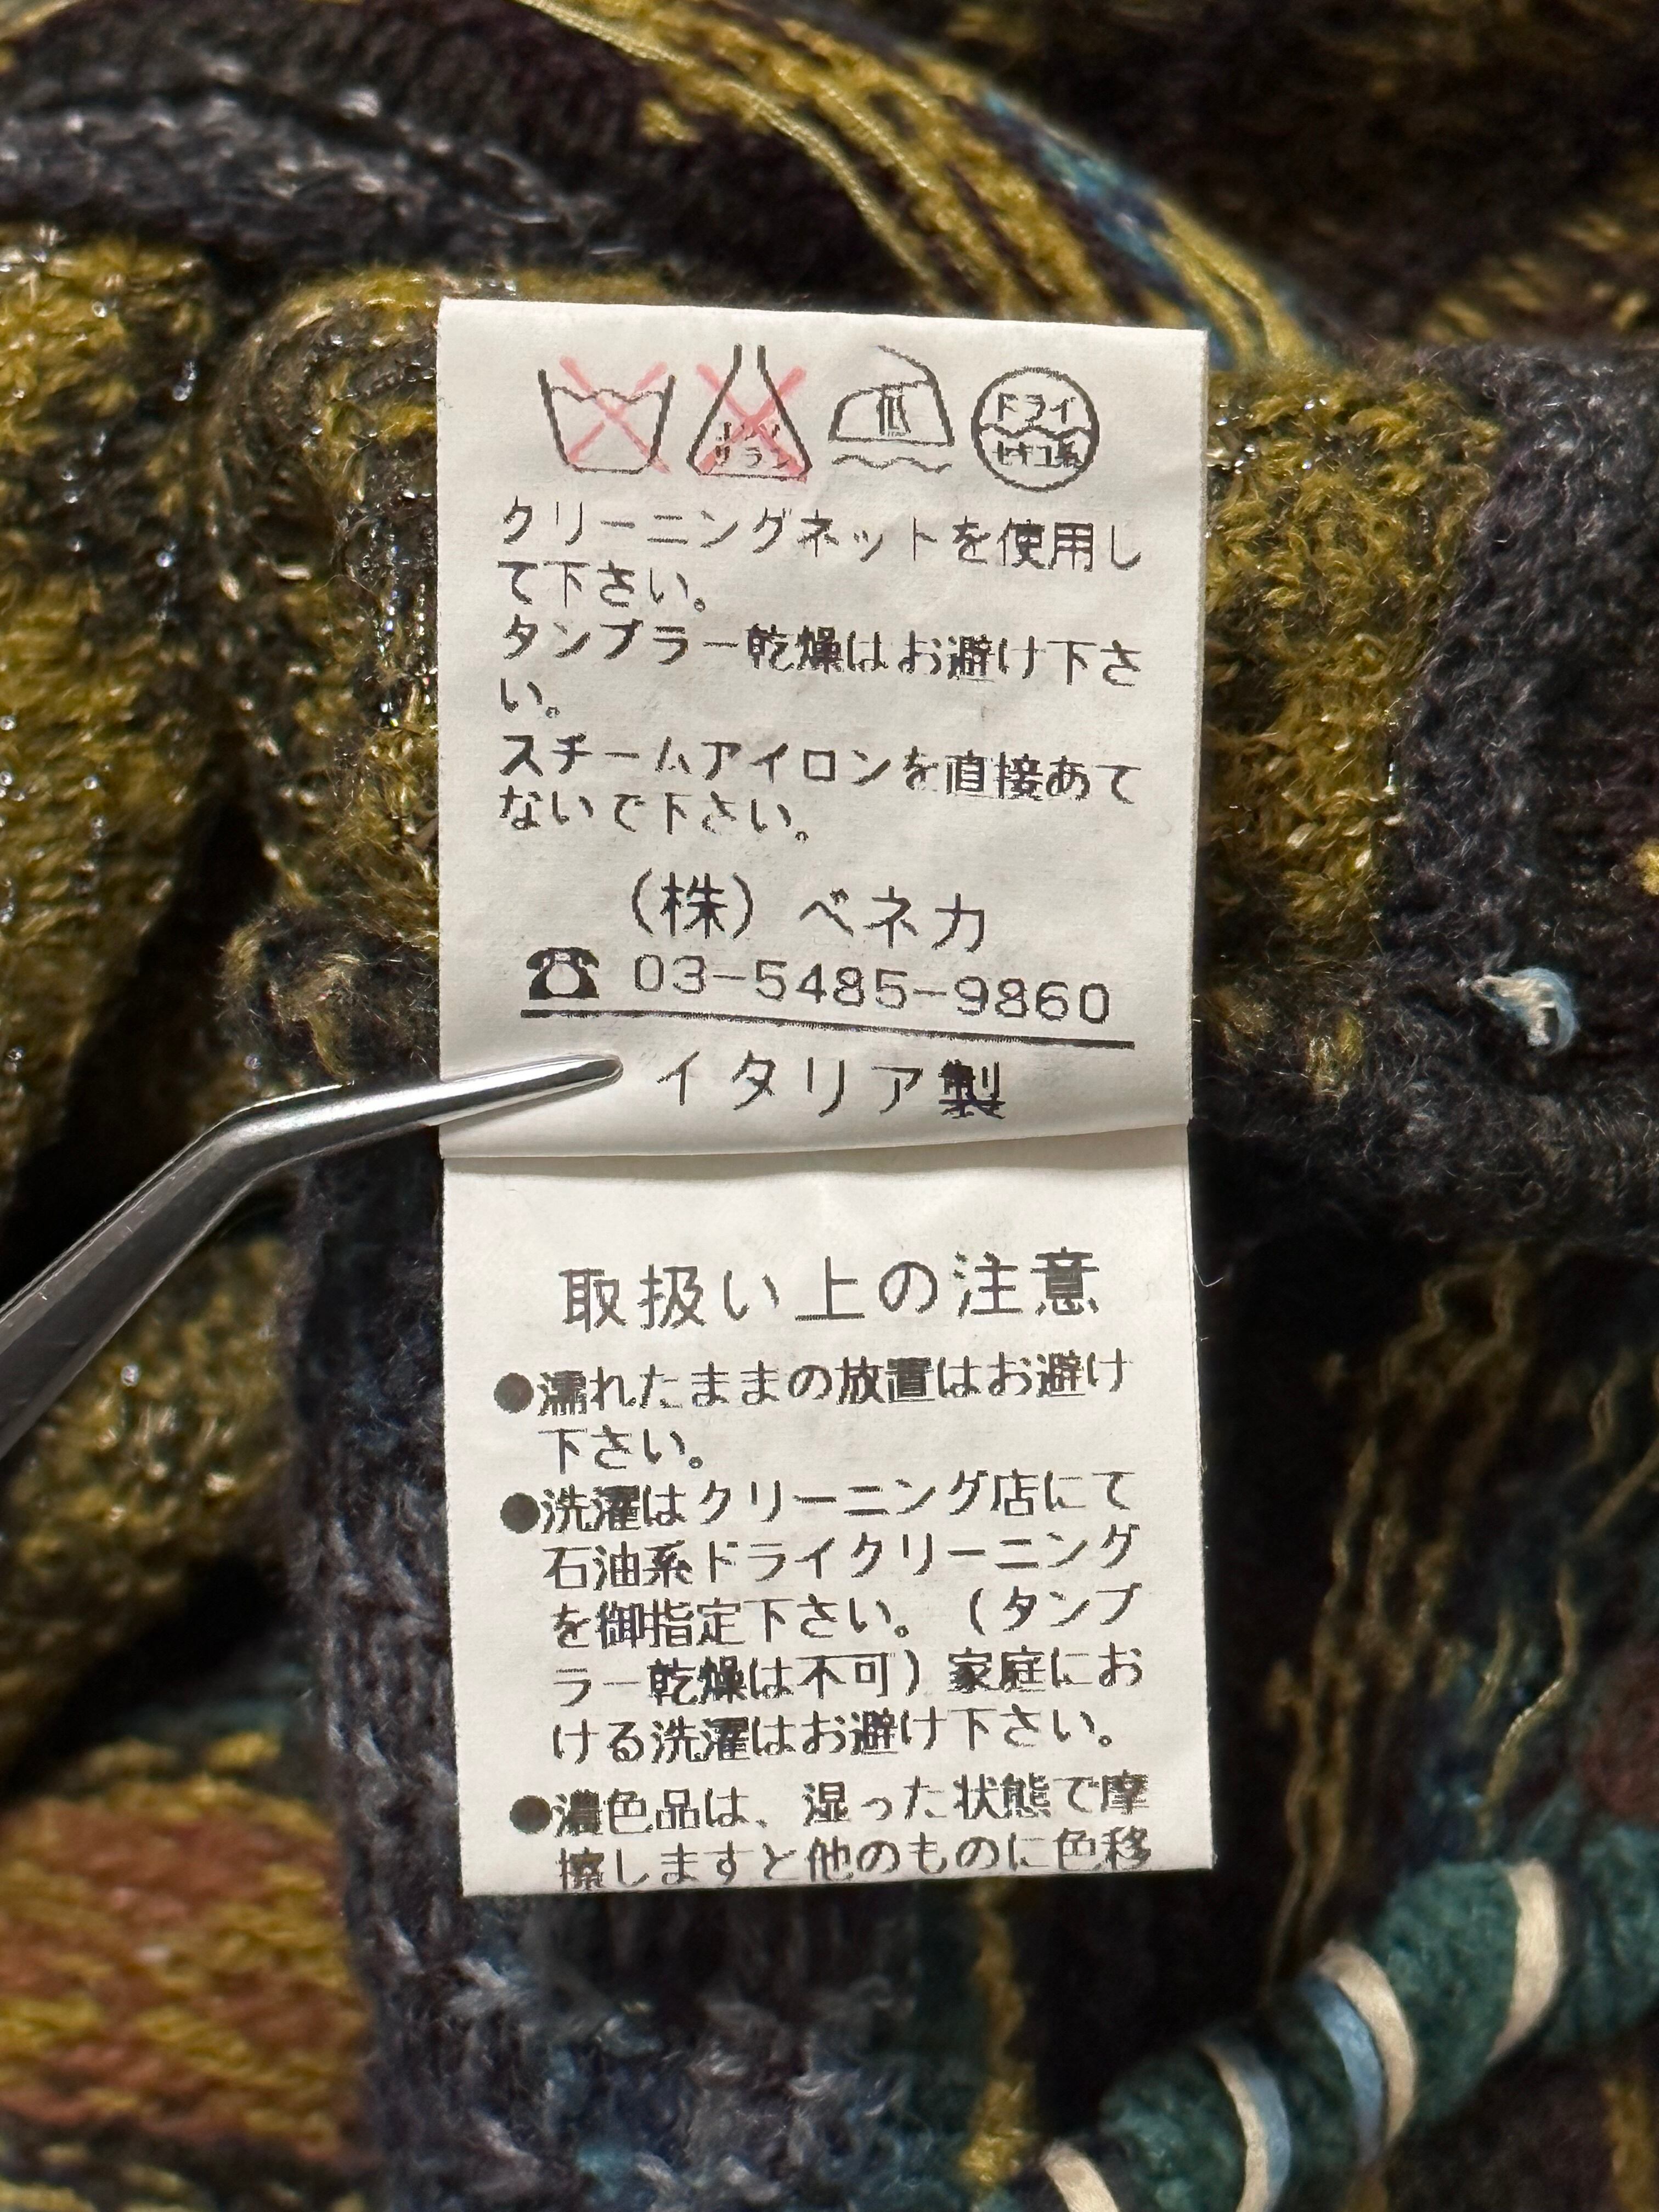 ドライ
セキユ系
クリーニングネットを使用し
て下さい。
タンブラー乾燥はお避け下さ
い。
スチームアイロンを直接あて
ないで下さい。
(株) ベネカ
☎ 03-5485-9860
イタリア製
取扱い上の注意
●濡れたままの放置はお避け
下さい。
●洗濯はクリーニング店にて
石油系ドライクリーニング
を御指定下さい。(タンブ
ラー乾燥は不可)家庭にお
ける洗濯はお避け下さい。
●濃色品は、湿った状態で摩
擦しますと他のものに色移